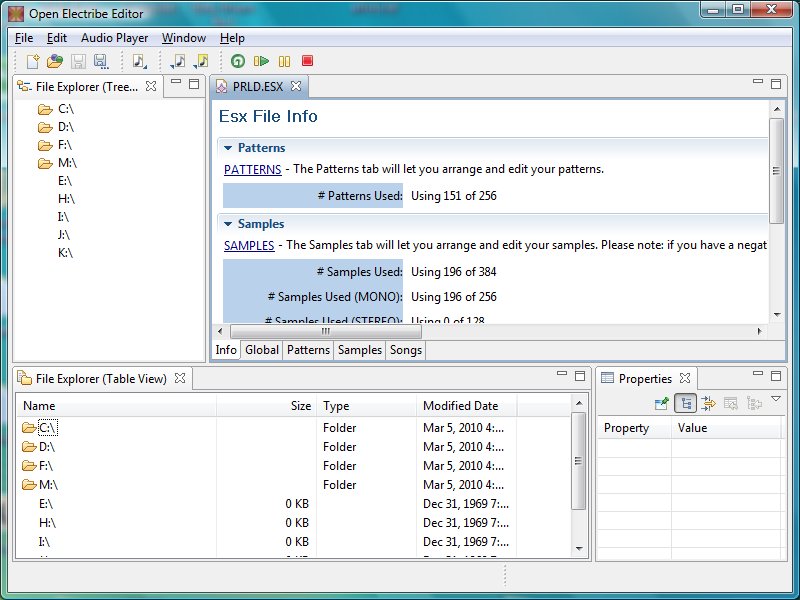 Open Electribe Editor
File Edit Audio Player Window Help
File Explorer (Tree...
C:\
D:\
F:\
M:\
E:\
H:\
I:\
J:\
K:\
PRLD.ESX
Esx File Info
Patterns
PATTERNS - The Patterns tab will let you arrange and edit your patterns.
# Patterns Used: Using 151 of 256
Samples
SAMPLES - The Samples tab will let you arrange and edit your samples. Please note: if you have a negat
# Samples Used: Using 196 of 384
# Samples Used (MONO): Using 196 of 256
# Samples Used (STEREO): Using 0 of 128
Info Global Patterns Samples Songs
File Explorer (Table View)
Name Size Type Modified Date
C:\ Folder Mar 5, 2010 4:...
D:\ Folder Mar 5, 2010 4:...
F:\ Folder Mar 5, 2010 4:...
M:\ Folder Mar 5, 2010 4:...
E:\ 0 KB Dec 31, 1969 7:...
H:\ 0 KB Dec 31, 1969 7:...
I:\ 0 KB Dec 31, 1969 7:...
Properties
Property Value